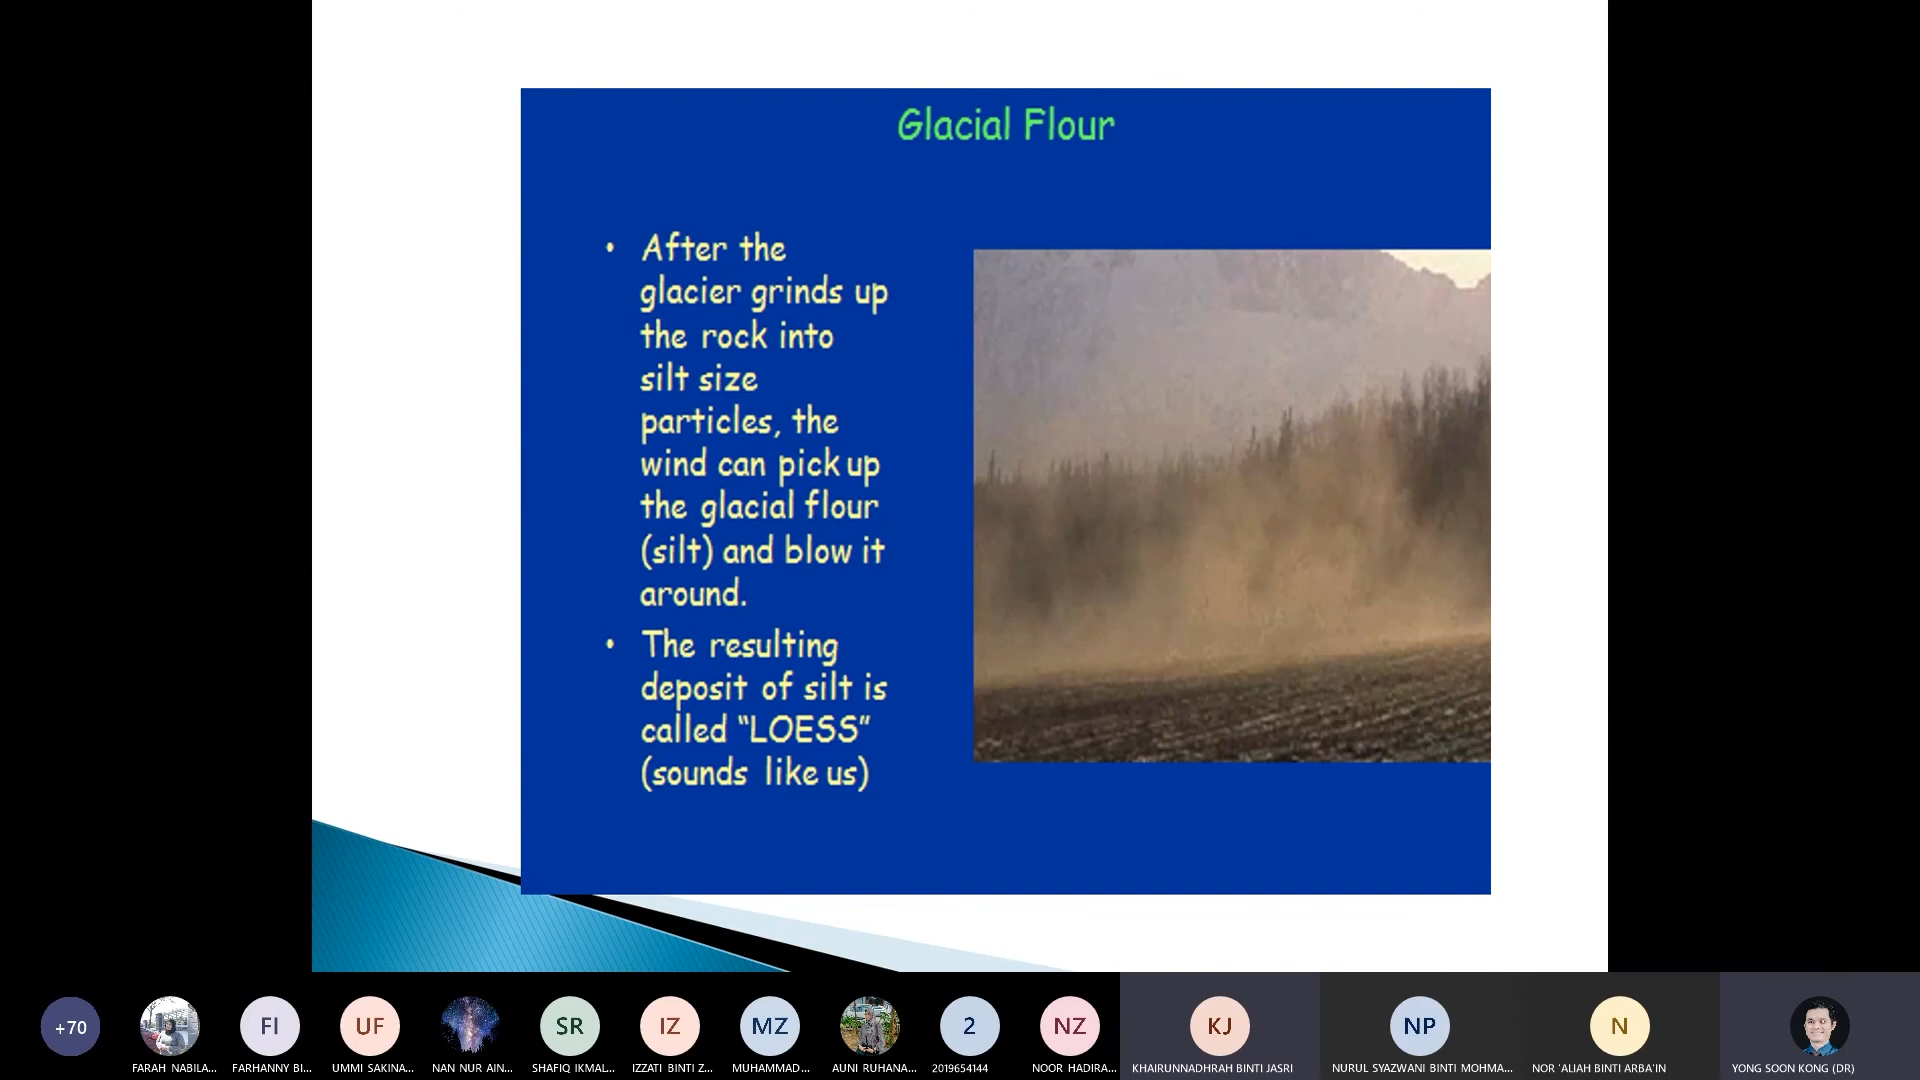 Glacial Flour
• After the
glacier grinds up
the rock into
silt size
particles, the
wind can pick up
the glacial flour
(silt) and blow it
around.
• The resulting
deposit of silt is
called “LOESS”
(sounds like us)
+70
FI
UF
SR
IZ
MZ
2
NZ
KJ
NP
N
FARAH NABILA...
FARHANNY BI...
UMMI SAKINA...
NAN NUR AIN...
SHAFIQ IKMAL...
IZZATI BINTI Z...
MUHAMMAD...
AUNI RUHANA...
2019654144
NOOR HADIRA...
KHAIRUNNADHRAH BINTI JASRI
NURUL SYAZWANI BINTI MOHMA...
NOR 'ALIAH BINTI ARBA'IN
YONG SOON KONG (DR)